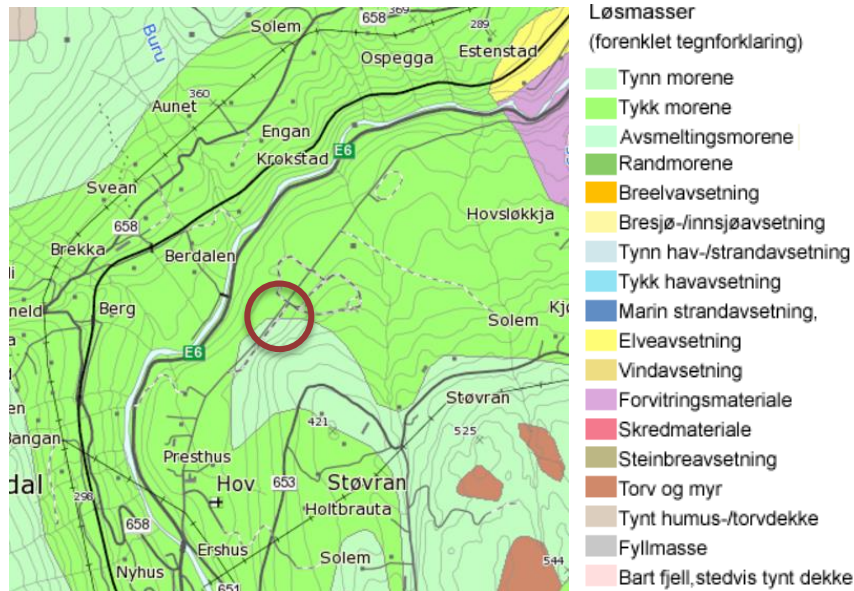 658
369
Solem
289
Estenstad
Ospegga
Buru
360
Aunet
Engan
Krokstad
E6
Svean
658
Hovsløkkja
Brekka
Berdalen
neld
Berg
Solem
E6
Støvran
421
525
Bangan
Presthus
dal
298
Hov
653
Støvran
658
Holtbrauta
Ershus
Solem
544
Nyhus
651
Løsmasser
(forenklet tegnforklaring)
Tynn morene
Tykk morene
Avsmeltingsmorene
Randmorene
Breelvavsetning
Bresjø-/innsjøavsetning
Tynn hav-/strandavsetning
Tykk havavsetning
Marin strandavsetning,
Elveavsetning
Vindavsetning
Forvitringsmateriale
Skredmateriale
Steinbreavsetning
Torv og myr
Tynt humus-/torvdekke
Fyllmasse
Bart fjell,stedvis tynt dekke